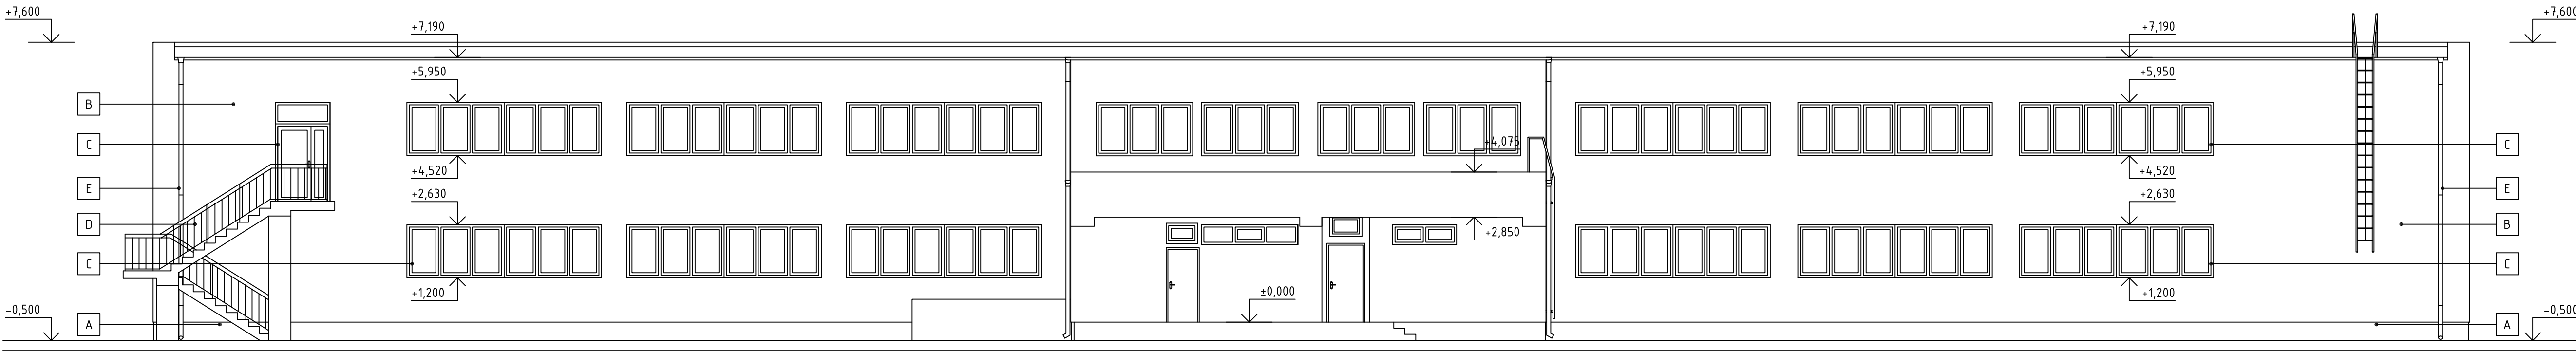 +7,600
+7,190
+7,190
+7,600
+5,950
+5,950
B
C
+4,075
C
+4,520
+4,520
E
E
+2,630
+2,630
D
+2,850
B
C
C
+1,200
±0,000
+1,200
-0,500
-0,500
A
A